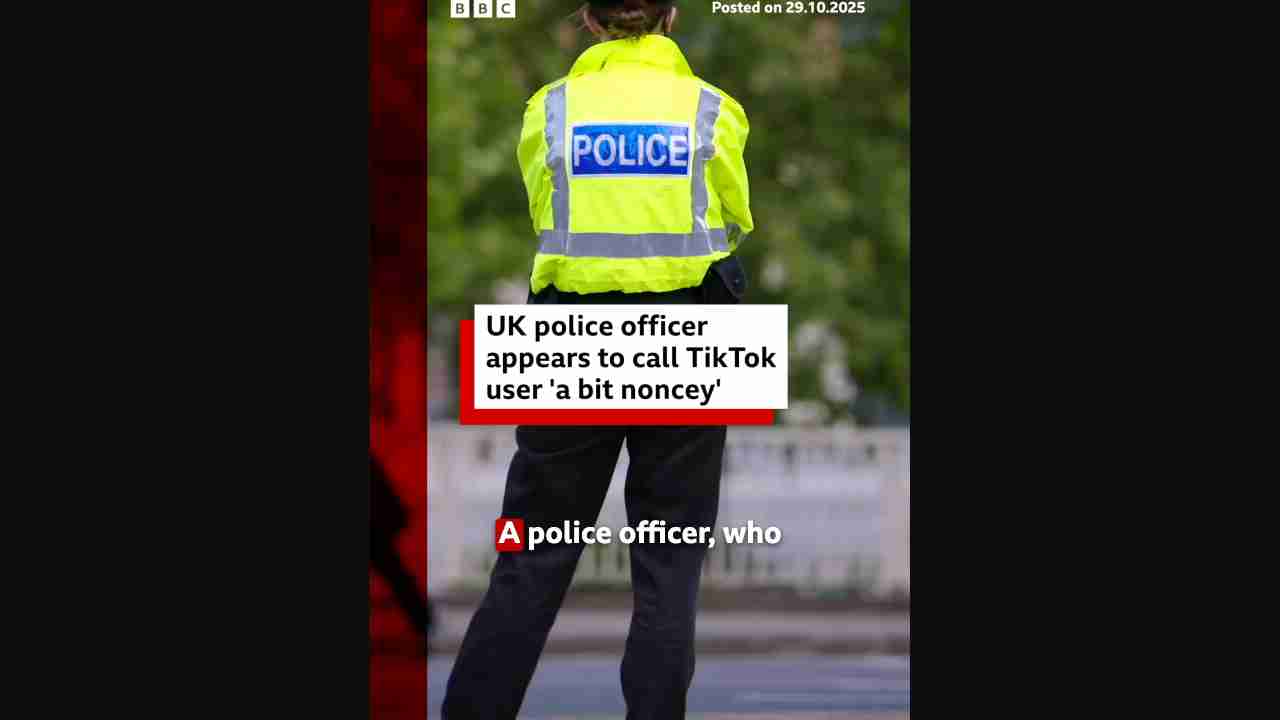 BBC
Posted on 29.10.2025
POLICE
UK police officer
appears to call TikTok
user 'a bit noncey'
A police officer, who